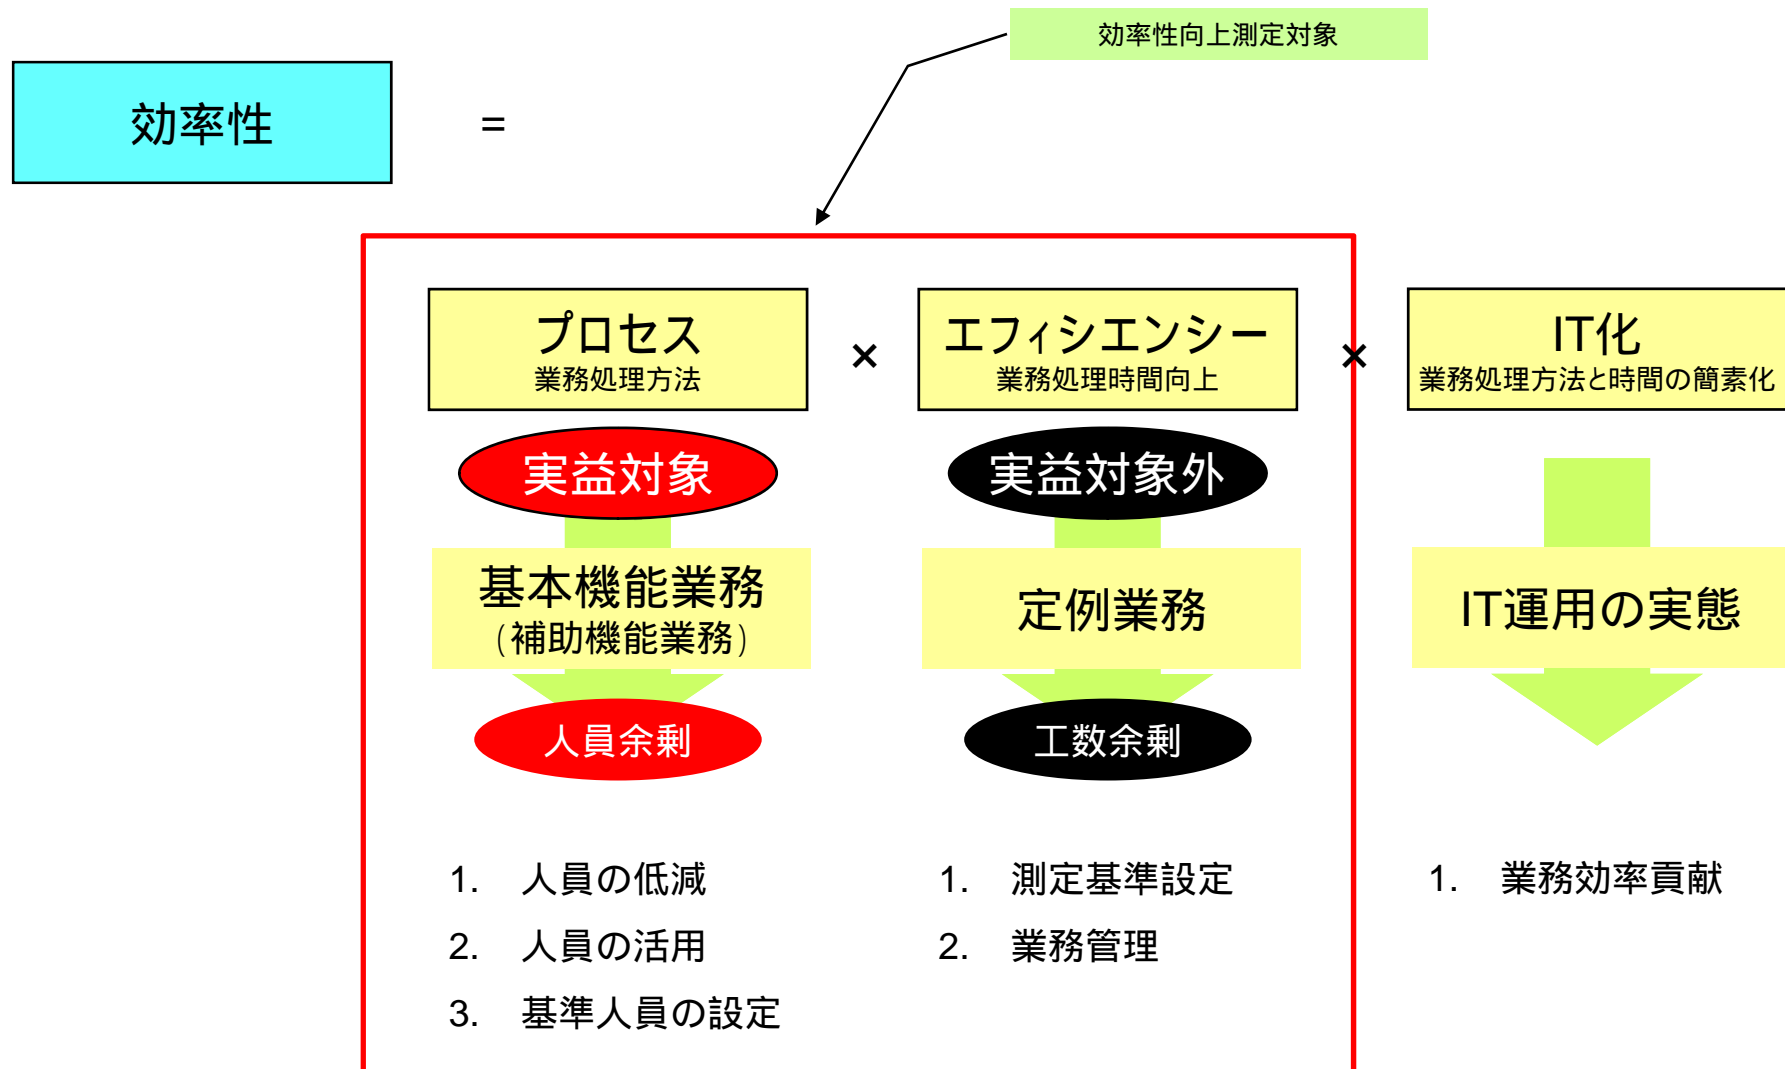 効率性向上測定対象
効率性
=
プロセス
業務処理方法
×
エフィシエンシー
業務処理時間向上
×
IT化
業務処理方法と時間の簡素化
実益対象
実益対象外
基本機能業務
(補助機能業務)
定例業務
IT運用の実態
人員余剰
工数余剰
1. 人員の低減
2. 人員の活用
3. 基準人員の設定
1. 測定基準設定
2. 業務管理
1. 業務効率貢献